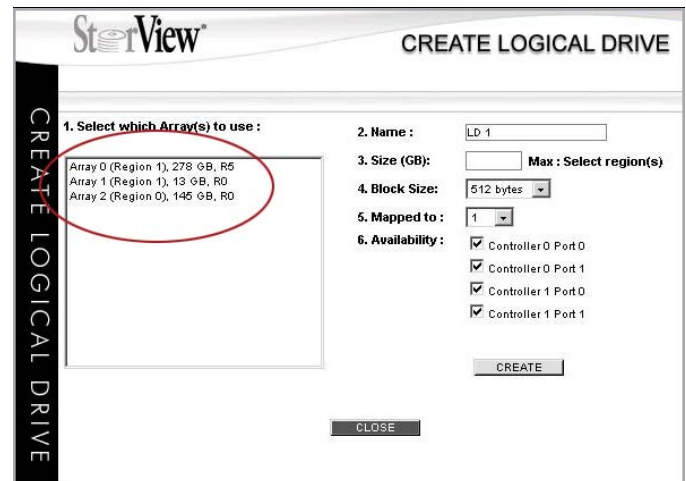 StorView
CREATE LOGICAL DRIVE
CREATE LOGICAL DRIVE
1. Select which Array(s) to use :
Array 0 (Region 1), 278 GB, R5
Array 1 (Region 1), 13 GB, R0
Array 2 (Region 0), 145 GB, R0
2. Name : LD 1
3. Size (GB): Max : Select region(s)
4. Block Size: 512 bytes
5. Mapped to : 1
6. Availability : Controller 0 Port 0
Controller 0 Port 1
Controller 1 Port 0
Controller 1 Port 1
CREATE
CLOSE